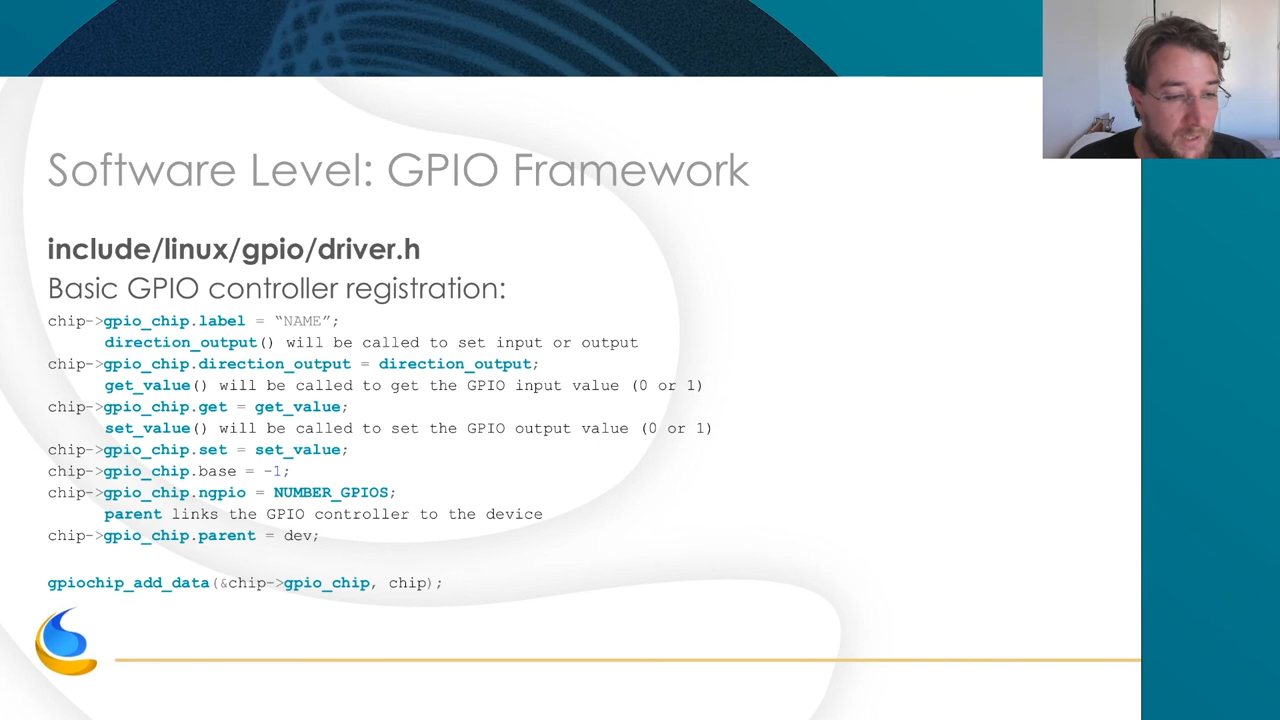 Software Level: GPIO Framework
include/linux/gpio/driver.h
Basic GPIO controller registration:
chip->gpio_chip.label = “NAME”;
direction_output() will be called to set input or output
chip->gpio_chip.direction_output = direction_output;
get_value() will be called to get the GPIO input value (0 or 1)
chip->gpio_chip.get = get_value;
set_value() will be called to set the GPIO output value (0 or 1)
chip->gpio_chip.set = set_value;
chip->gpio_chip.base = -1;
chip->gpio_chip.ngpio = NUMBER_GPIOS;
parent links the GPIO controller to the device
chip->gpio_chip.parent = dev;
gpiochip_add_data(&chip->gpio_chip, chip);